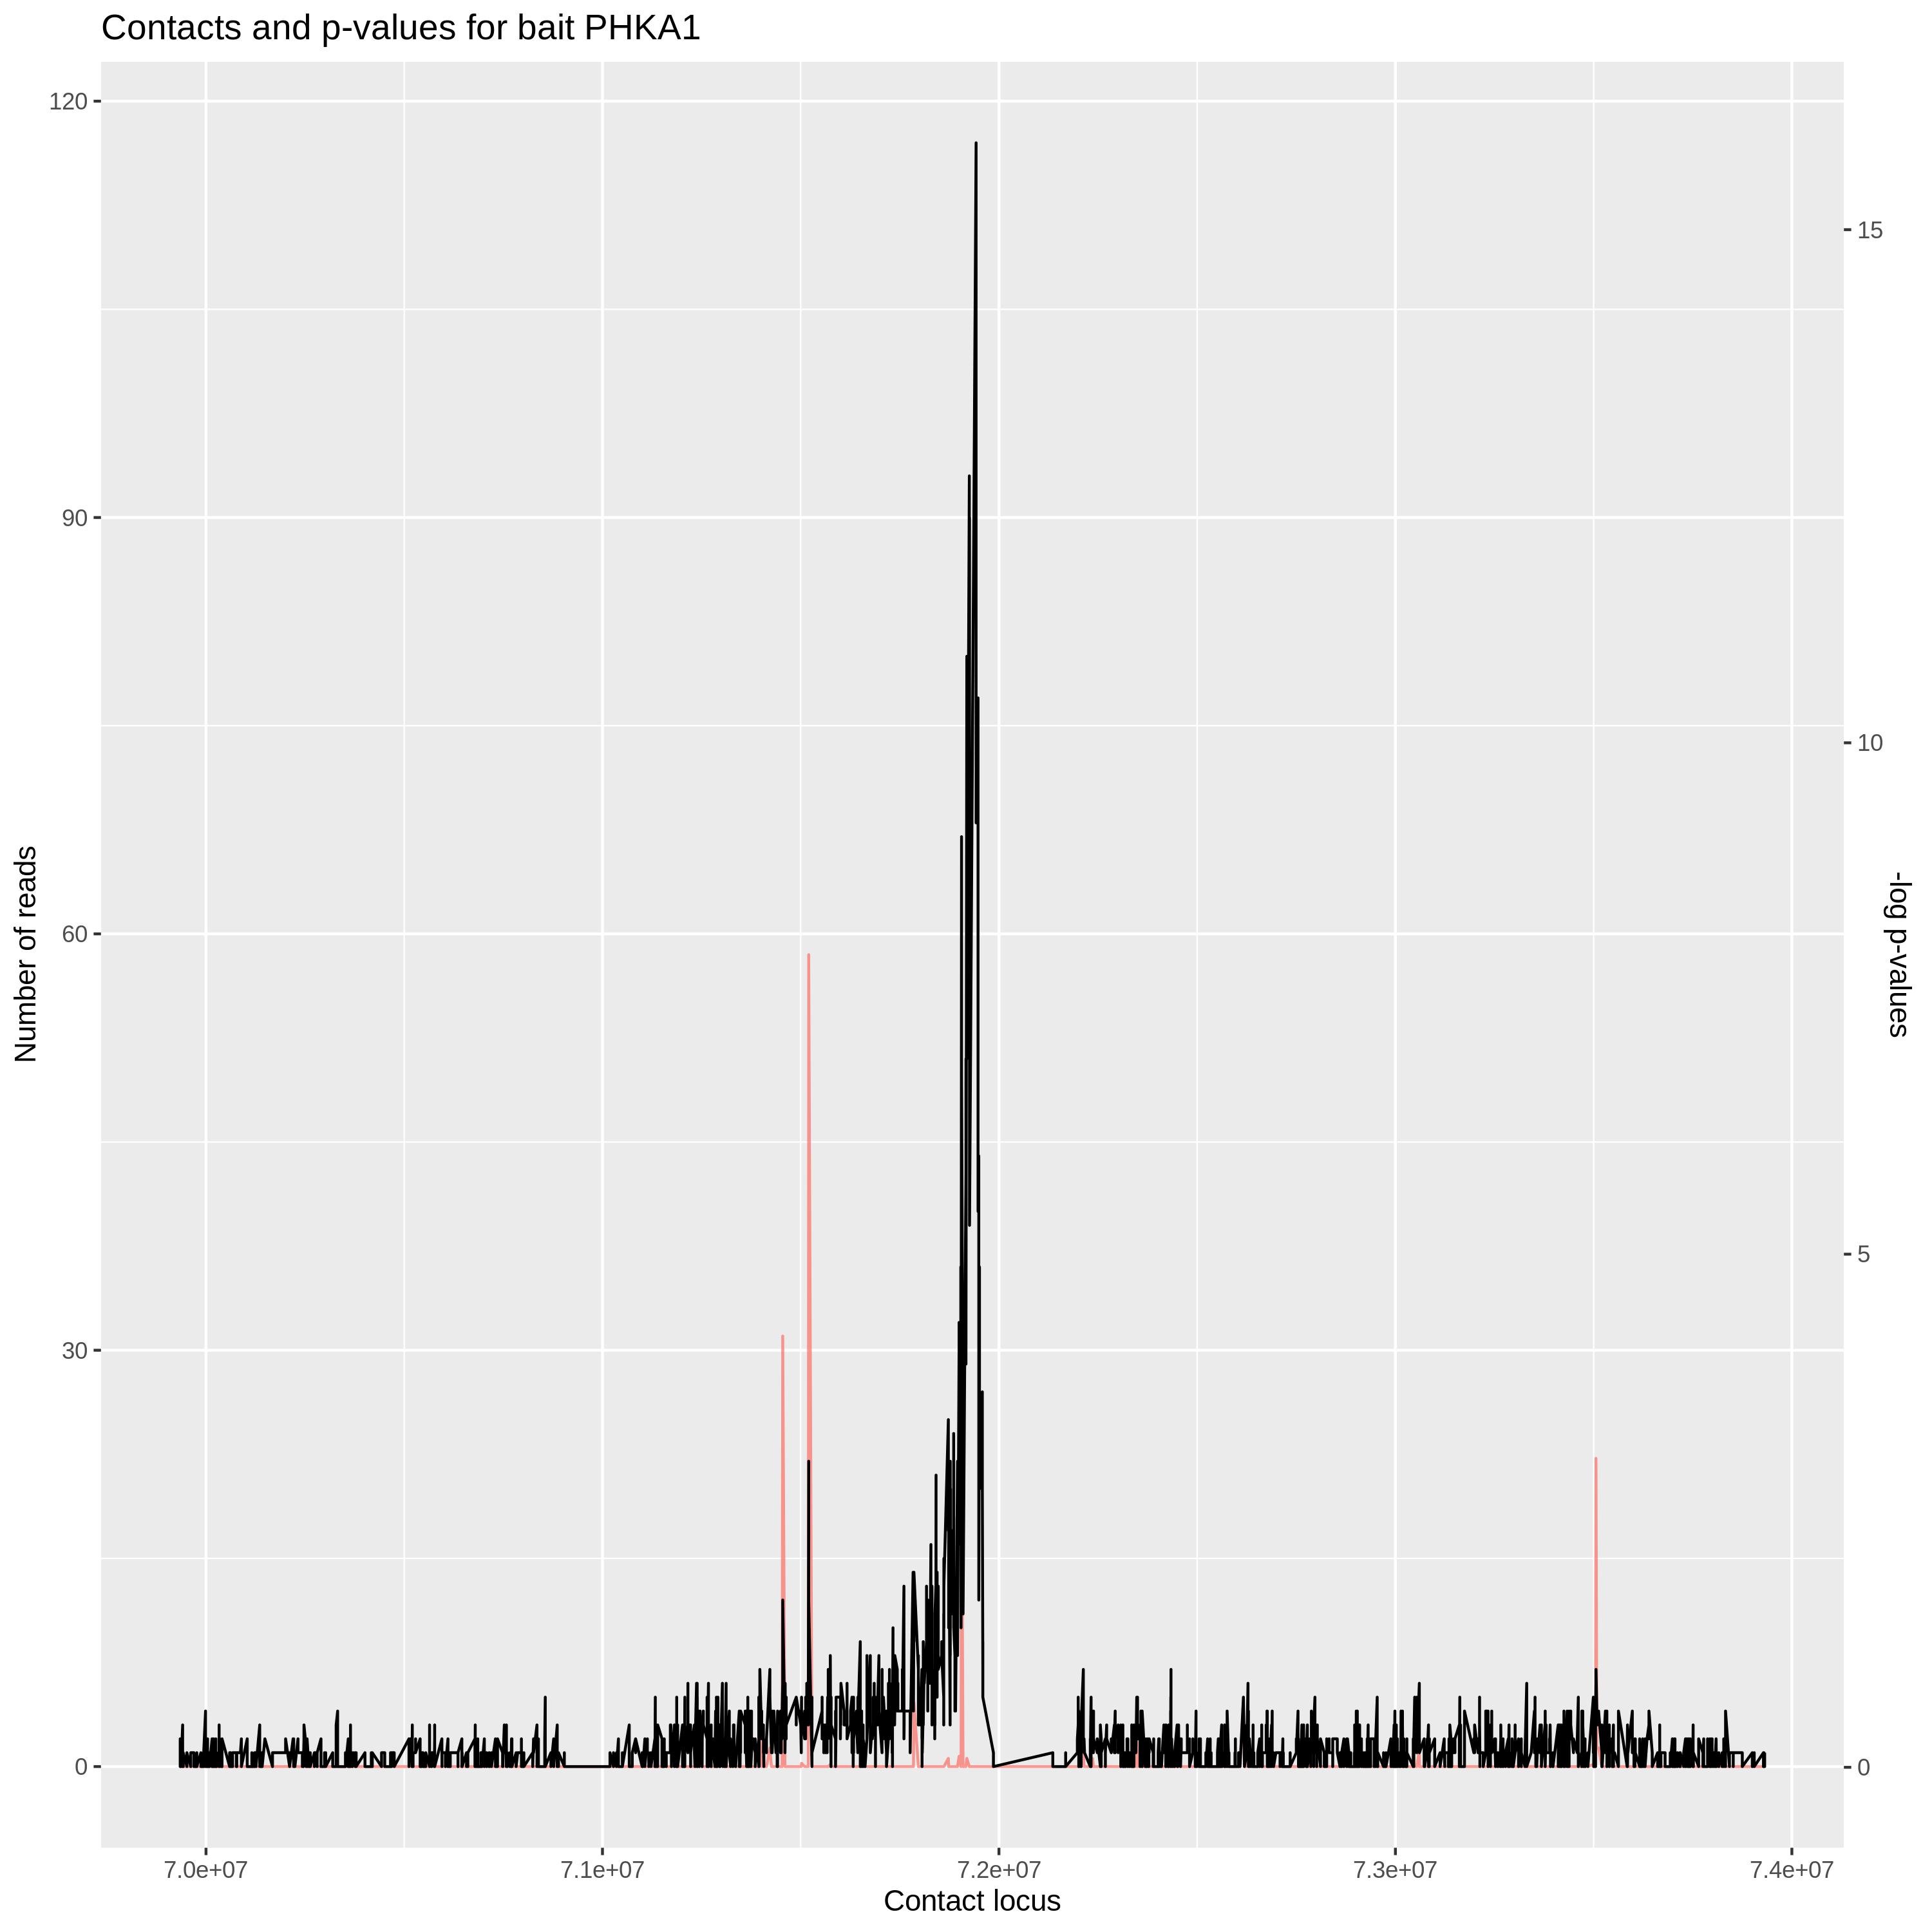 Contacts and p-values for bait PHKA1
120
90
60
30
0
Number of reads
15
10
5
0
-log p-values
7.0e+07
7.1e+07
7.2e+07
7.3e+07
7.4e+07
Contact locus